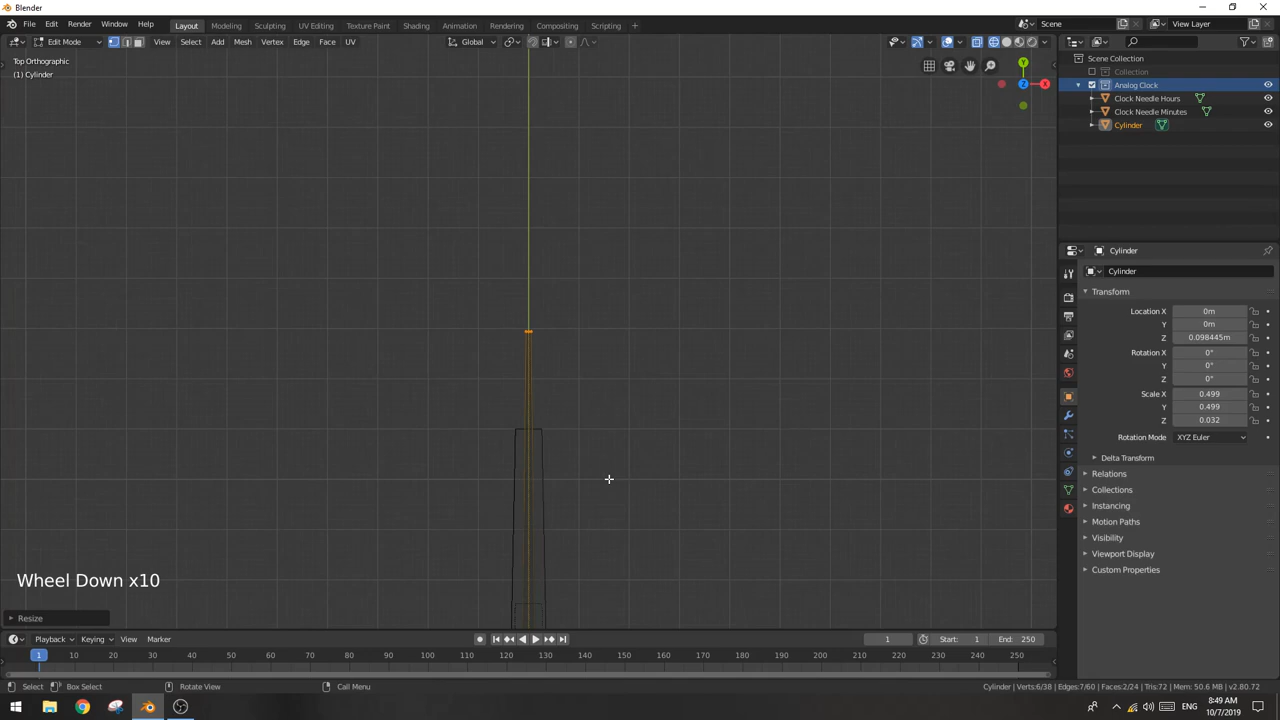 Blender
File Edit Render Window Help
Layout Modeling Sculpting UV Editing Texture Paint Shading Animation Rendering Compositing Scripting +
Scene View Layer
Edit Mode View Select Add Mesh Vertex Edge Face UV Global
Top Orthographic
(1) Cylinder
Y
Z
X
Scene Collection
Collection
Analog Clock
Clock Needle Hours
Clock Needle Minutes
Cylinder
Cylinder
Cylinder
Transform
Location X 0m
Y 0m
Z 0.098445m
Rotation X 0°
Y 0°
Z 0°
Scale X 0.499
Y 0.499
Z 0.032
Rotation Mode XYZ Euler
Delta Transform
Relations
Collections
Instancing
Motion Paths
Visibility
Viewport Display
Custom Properties
Wheel Down x10
Resize
Playback Keying View Marker 1 Start: 1 End: 250
1 10 20 30 40 50 60 70 80 90 100 110 120 130 140 150 160 170 180 190 200 210 220 230 240 250
Select Box Select Rotate View Call Menu Cylinder | Verts:6/38 | Edges:7/60 | Faces:2/24 | Tris:72 | Mem: 50.6 MB | v2.80.72
ENG 8:49 AM
10/7/2019